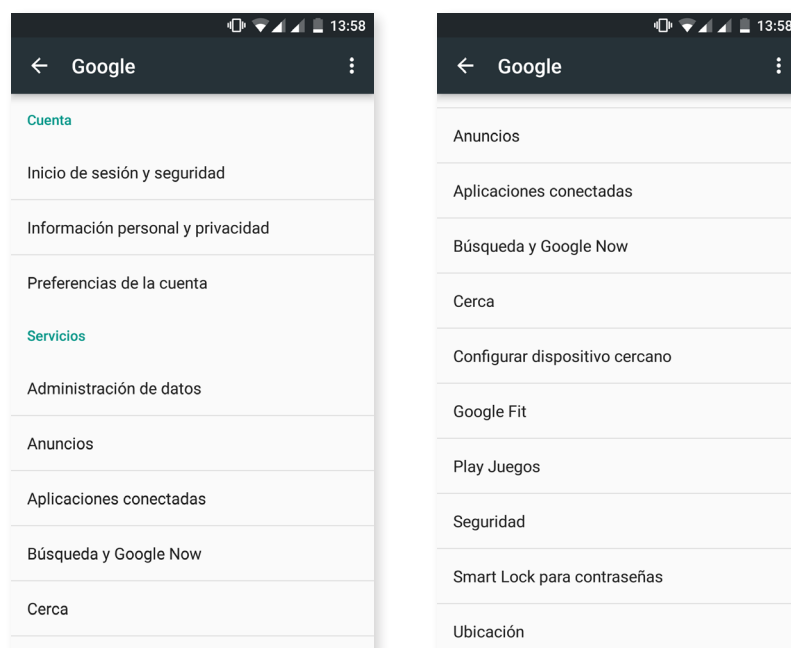 13:58
Google
Cuenta
Inicio de sesión y seguridad
Información personal y privacidad
Preferencias de la cuenta
Servicios
Administración de datos
Anuncios
Aplicaciones conectadas
Búsqueda y Google Now
Cerca
13:58
Google
Anuncios
Aplicaciones conectadas
Búsqueda y Google Now
Cerca
Configurar dispositivo cercano
Google Fit
Play Juegos
Seguridad
Smart Lock para contraseñas
Ubicación